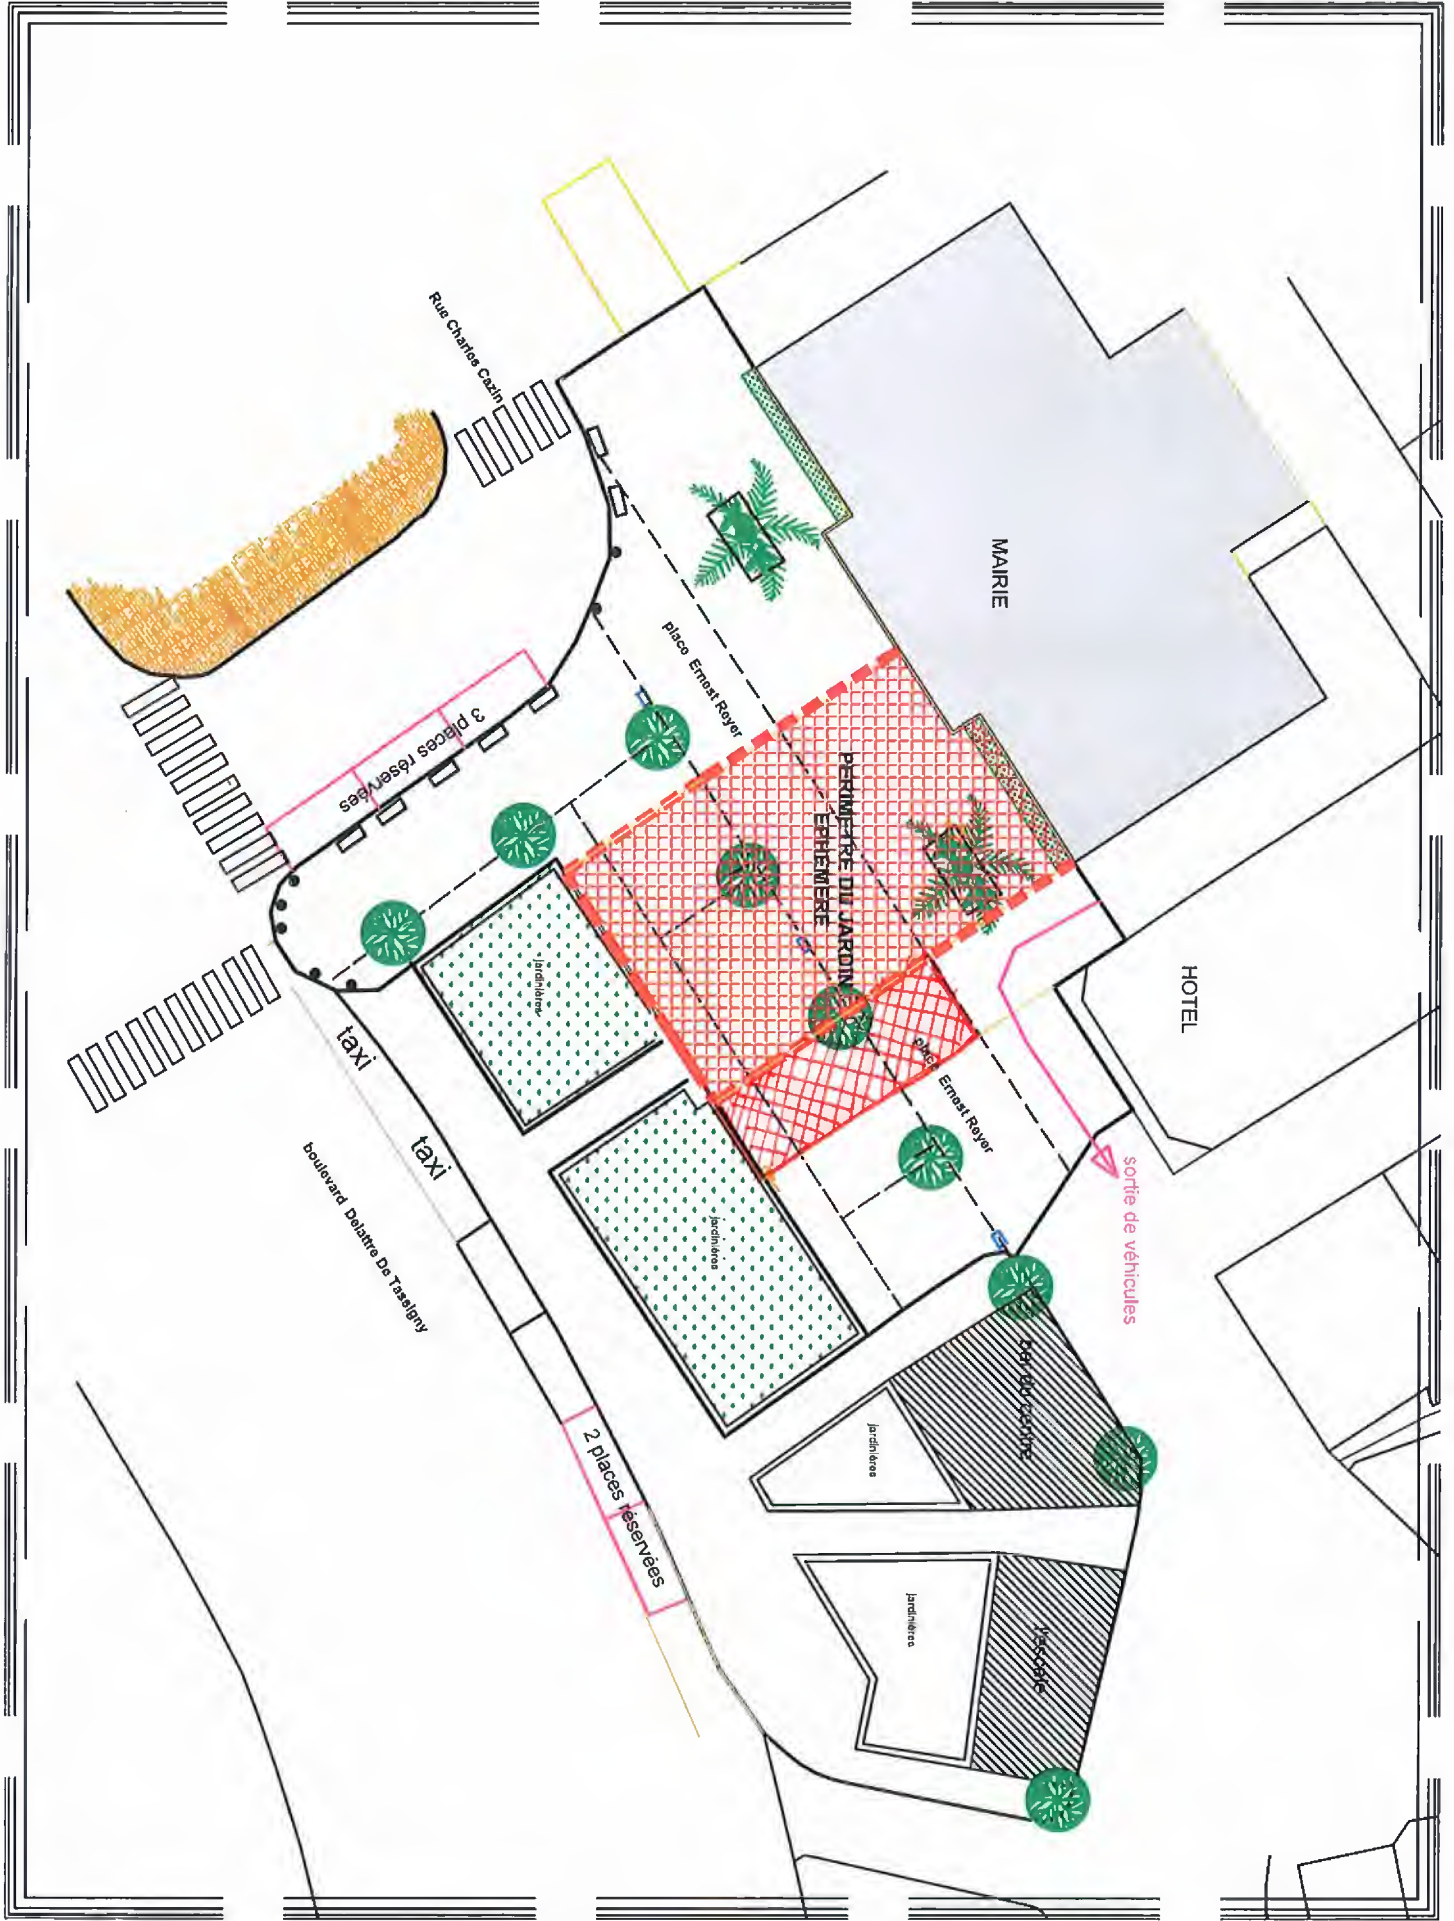 MAIRIE
HOTEL
Rue Charles Cazin
place Ernest Royer
3 places réservées
PERIMETRE DU JARDIN
EPHEMERE
place Ernest Royer
sortie de véhicules
jardinières
jardinières
taxi
taxi
boulevard Delattre De Tassigny
2 places réservées
bar du centre
jardinières
jardinières
l'escale